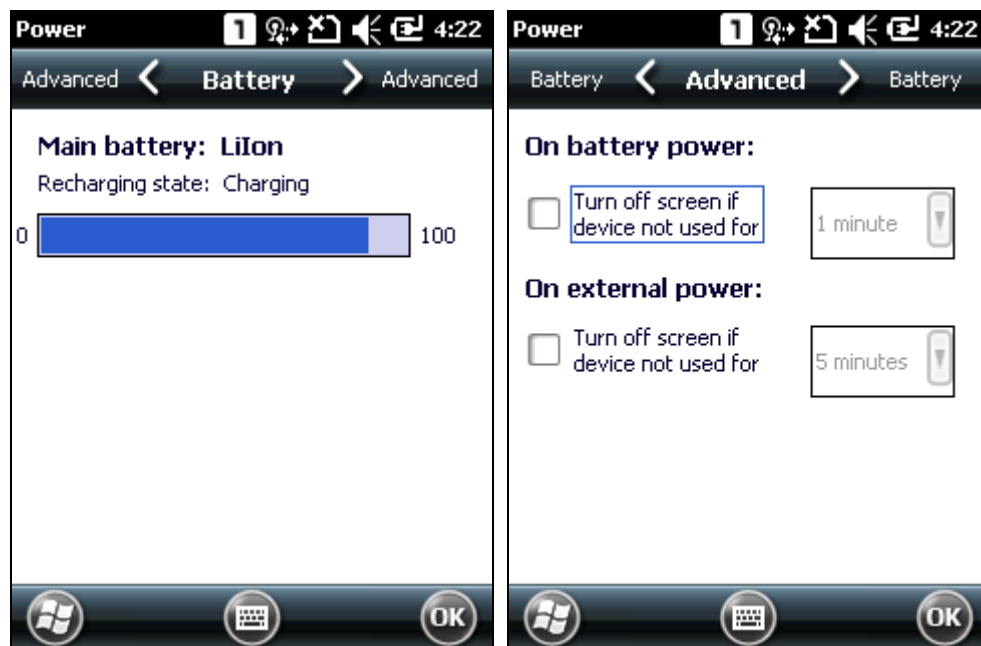 Power 1 4:22
Advanced Battery Advanced
Main battery: LiIon
Recharging state: Charging
0 100
OK
Power 1 4:22
Battery Advanced Battery
On battery power:
Turn off screen if
device not used for
1 minute
On external power:
Turn off screen if
device not used for
5 minutes
OK